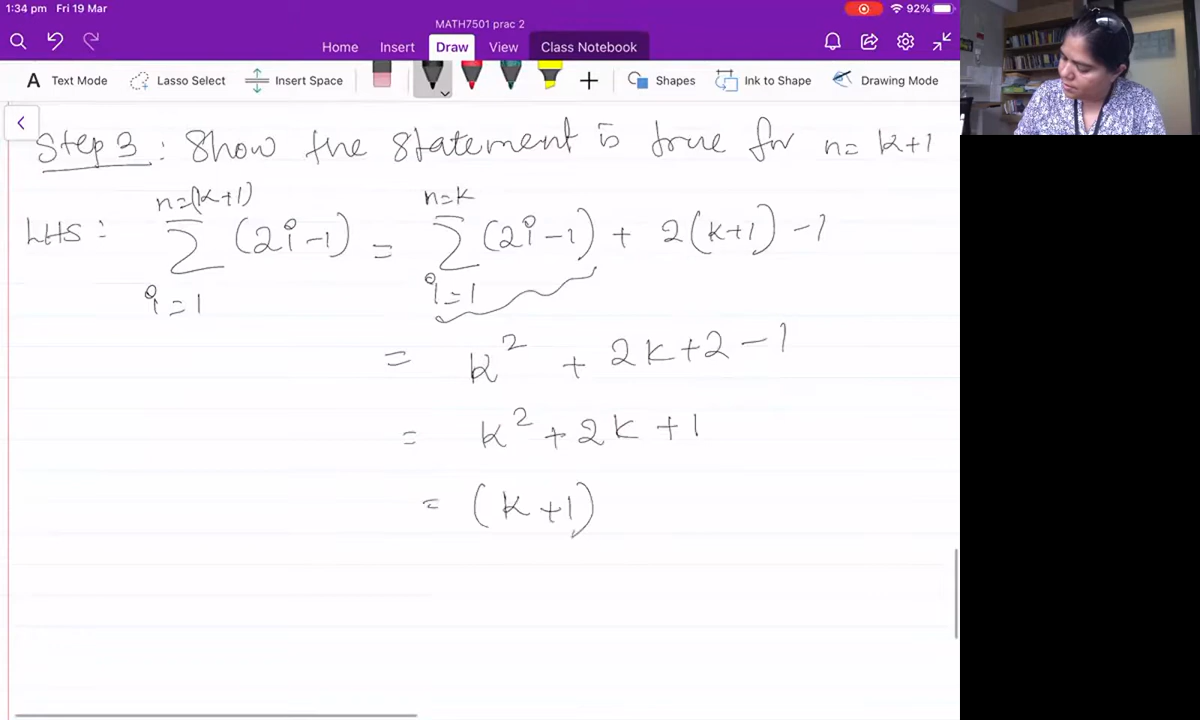 1:34 pm Fri 19 Mar
92%
MATH7501 prac 2
Home Insert Draw View Class Notebook
A Text Mode Lasso Select Insert Space Shapes Ink to Shape Drawing Mode
Step 3: Show the statement is true for n= k+1
LHS: \sum_{i=1}^{n=(k+1)} (2i-1) = \sum_{i=1}^{n=k} (2i-1) + 2(k+1) -1
= k² + 2k+2-1
= k² + 2k +1
= (k+1)